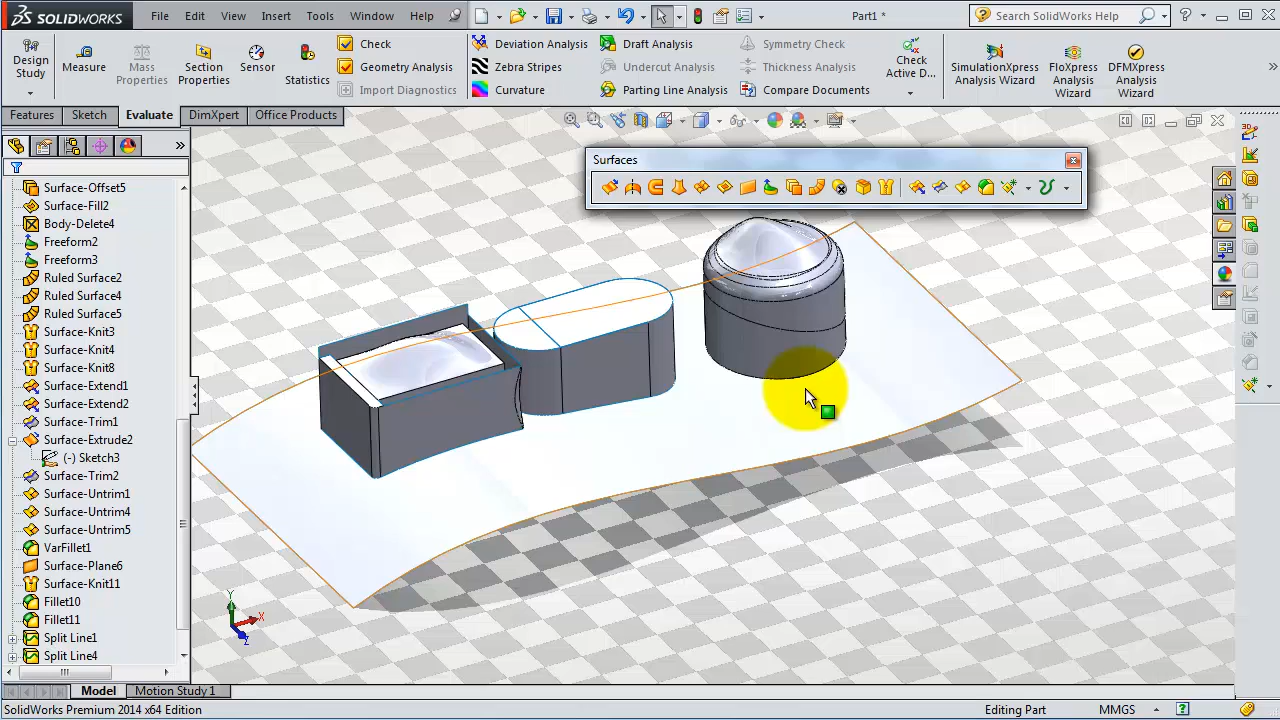 SOLIDWORKS
File Edit View Insert Tools Window Help
Part1 *
Search SolidWorks Help
Design Study
Measure
Mass Properties
Section Properties
Sensor
Statistics
Check
Geometry Analysis
Import Diagnostics
Deviation Analysis
Zebra Stripes
Curvature
Draft Analysis
Undercut Analysis
Parting Line Analysis
Symmetry Check
Thickness Analysis
Compare Documents
Check Active D...
SimulationXpress Analysis Wizard
FloXpress Analysis Wizard
DFMXpress Analysis Wizard
Features Sketch Evaluate DimXpert Office Products
Surfaces
Surface-Offset5
Surface-Fill2
Body-Delete4
Freeform2
Freeform3
Ruled Surface2
Ruled Surface4
Ruled Surface5
Surface-Knit3
Surface-Knit4
Surface-Knit8
Surface-Extend1
Surface-Extend2
Surface-Trim1
Surface-Extrude2
(-) Sketch3
Surface-Trim2
Surface-Untrim1
Surface-Untrim4
Surface-Untrim5
VarFillet1
Surface-Plane6
Surface-Knit11
Fillet10
Fillet11
Split Line1
Split Line4
Y
X
Z
Model Motion Study 1
SolidWorks Premium 2014 x64 Edition
Editing Part
MMGS